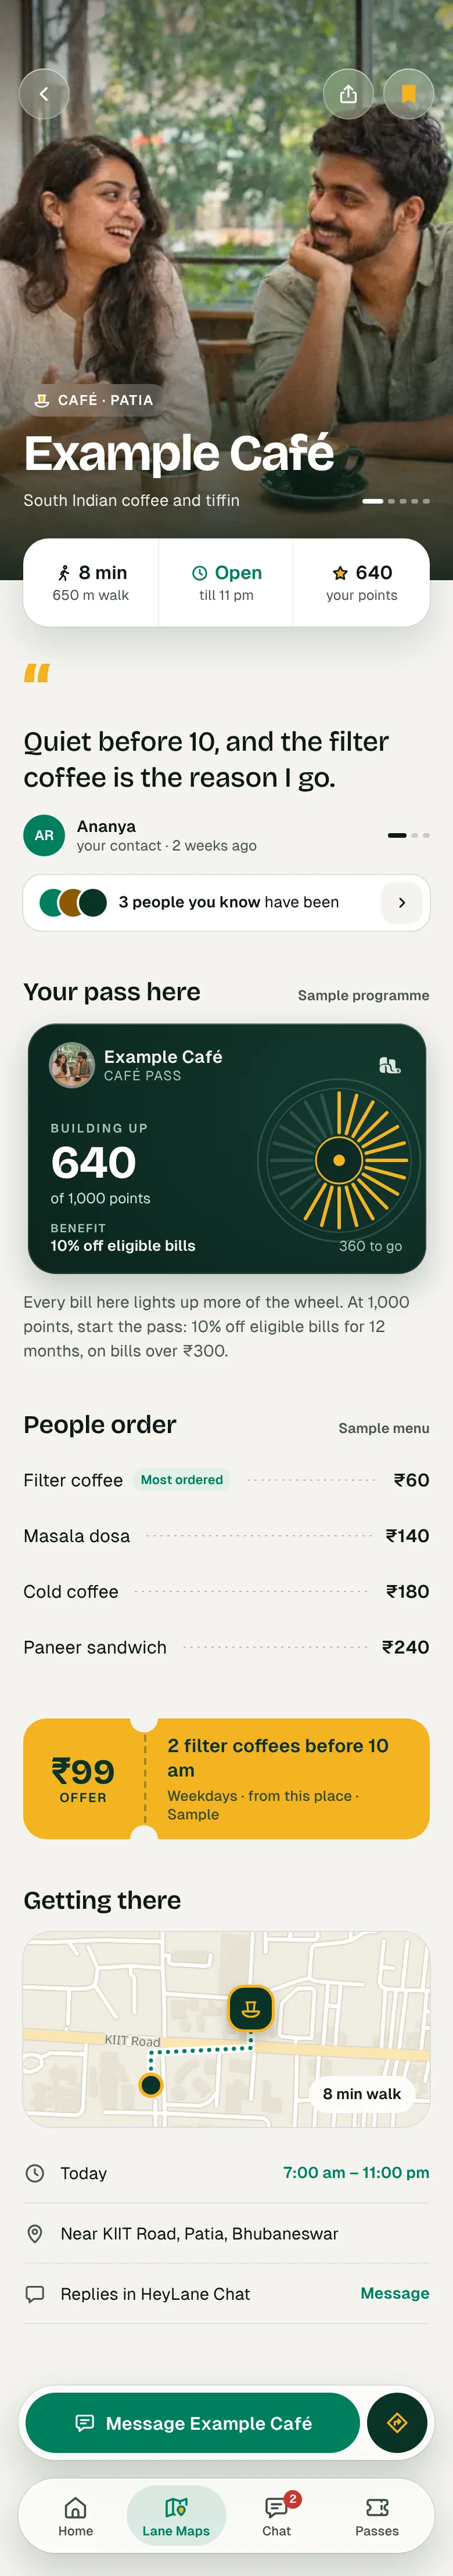 CAFÉ · PATIA
Example Café
South Indian coffee and tiffin
8 min
650 m walk
Open
till 11 pm
640
your points
“
Quiet before 10, and the filter
coffee is the reason I go.
AR
Ananya
your contact · 2 weeks ago
3 people you know have been
Your pass here
Sample programme
Example Café
CAFÉ PASS
BUILDING UP
640
of 1,000 points
BENEFIT
10% off eligible bills
360 to go
Every bill here lights up more of the wheel. At 1,000
points, start the pass: 10% off eligible bills for 12
months, on bills over ₹300.
People order
Sample menu
Filter coffee Most ordered ₹60
Masala dosa ₹140
Cold coffee ₹180
Paneer sandwich ₹240
₹99
OFFER
2 filter coffees before 10
am
Weekdays · from this place ·
Sample
Getting there
KIIT Road
8 min walk
Today 7:00 am – 11:00 pm
Near KIIT Road, Patia, Bhubaneswar
Replies in HeyLane Chat Message
Message Example Café
Home
Lane Maps
2
Chat
Passes